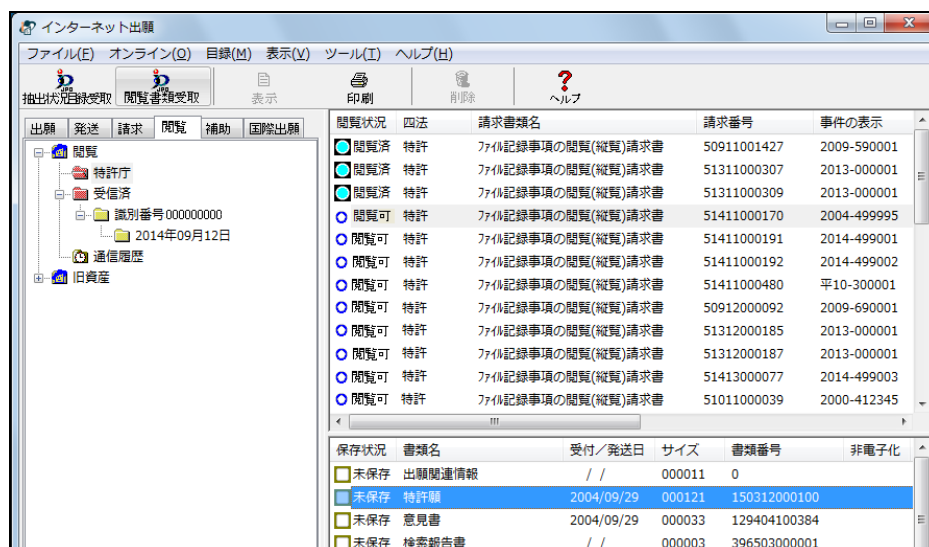 インターネット出願
ファイル(F) オンライン(O) 目録(M) 表示(V) ツール(T) ヘルプ(H)
抽出状況目録受取 閲覧書類受取 表示 印刷 削除 ヘルプ
出願 発送 請求 閲覧 補助 国際出願
閲覧
特許庁
受信済
識別番号000000000
2014年09月12日
通信履歴
旧資産
閲覧状況 四法 請求書類名 請求番号 事件の表示
閲覧済 特許 ファイル記録事項の閲覧(縦覧)請求書 50911001427 2009-590001
閲覧済 特許 ファイル記録事項の閲覧(縦覧)請求書 51311000307 2013-000001
閲覧済 特許 ファイル記録事項の閲覧(縦覧)請求書 51311000309 2013-000001
閲覧可 特許 ファイル記録事項の閲覧(縦覧)請求書 51411000170 2004-499995
閲覧可 特許 ファイル記録事項の閲覧(縦覧)請求書 51411000191 2014-499001
閲覧可 特許 ファイル記録事項の閲覧(縦覧)請求書 51411000192 2014-499002
閲覧可 特許 ファイル記録事項の閲覧(縦覧)請求書 51411000480 平10-300001
閲覧可 特許 ファイル記録事項の閲覧(縦覧)請求書 50912000092 2009-690001
閲覧可 特許 ファイル記録事項の閲覧(縦覧)請求書 51312000185 2013-000001
閲覧可 特許 ファイル記録事項の閲覧(縦覧)請求書 51312000187 2013-000001
閲覧可 特許 ファイル記録事項の閲覧(縦覧)請求書 51413000077 2014-499003
閲覧可 特許 ファイル記録事項の閲覧(縦覧)請求書 51011000039 2000-412345
保存状況 書類名 受付／発送日 サイズ 書類番号 非電子化
未保存 出願関連情報 / / 000011 0
未保存 特許願 2004/09/29 000121 150312000100
未保存 意見書 2004/09/29 000033 129404100384
未保存 検索報告書 / / 000003 396503000001